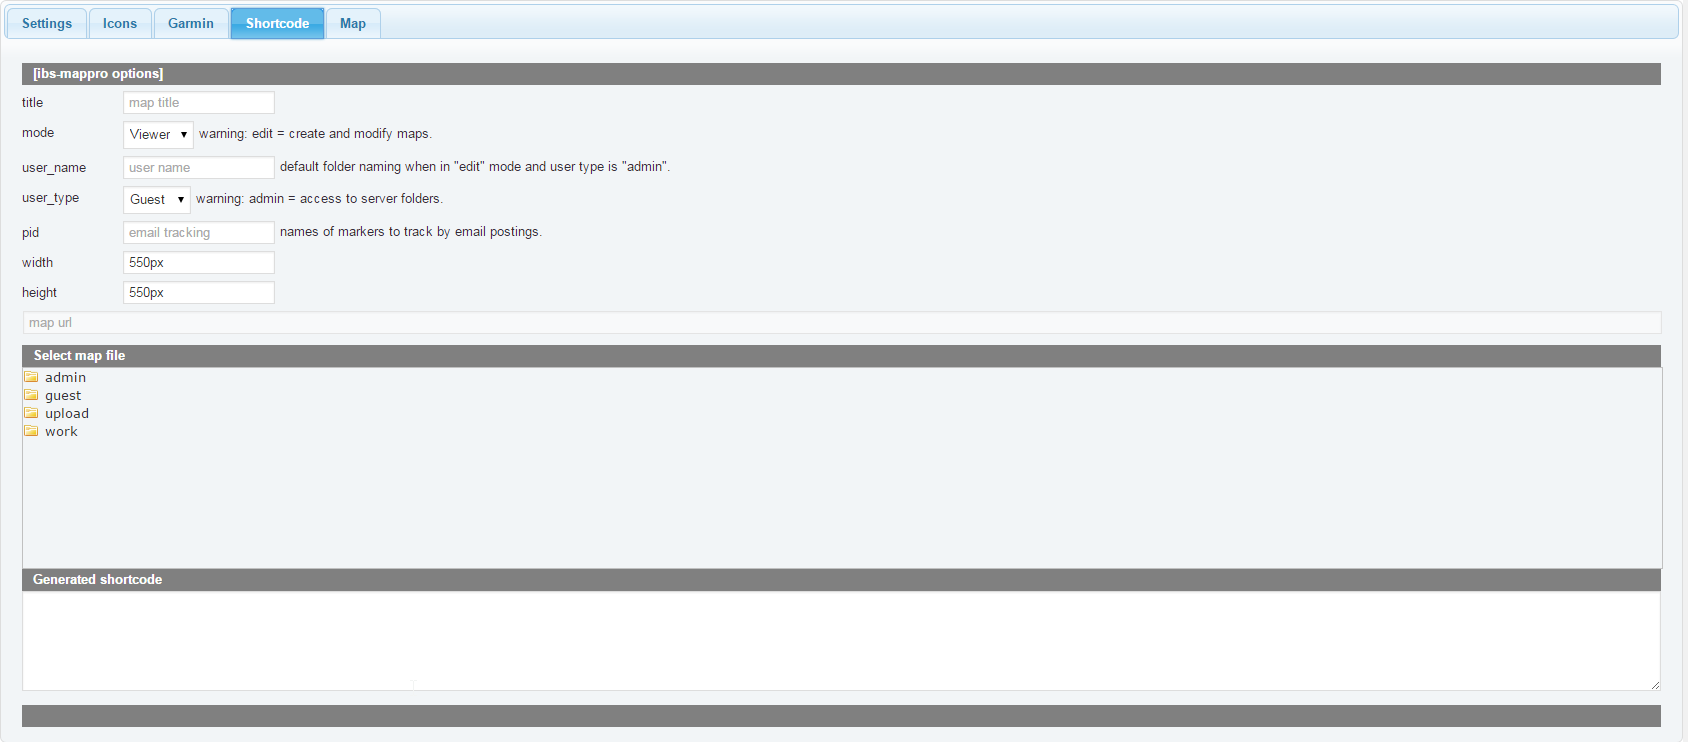 Settings Icons Garmin Shortcode Map
[ibs-mappro options]
title map title
mode Viewer warning: edit = create and modify maps.
user_name user name default folder naming when in "edit" mode and user type is "admin".
user_type Guest warning: admin = access to server folders.
pid email tracking names of markers to track by email postings.
width 550px
height 550px
map url
Select map file
admin
guest
upload
work
Generated shortcode